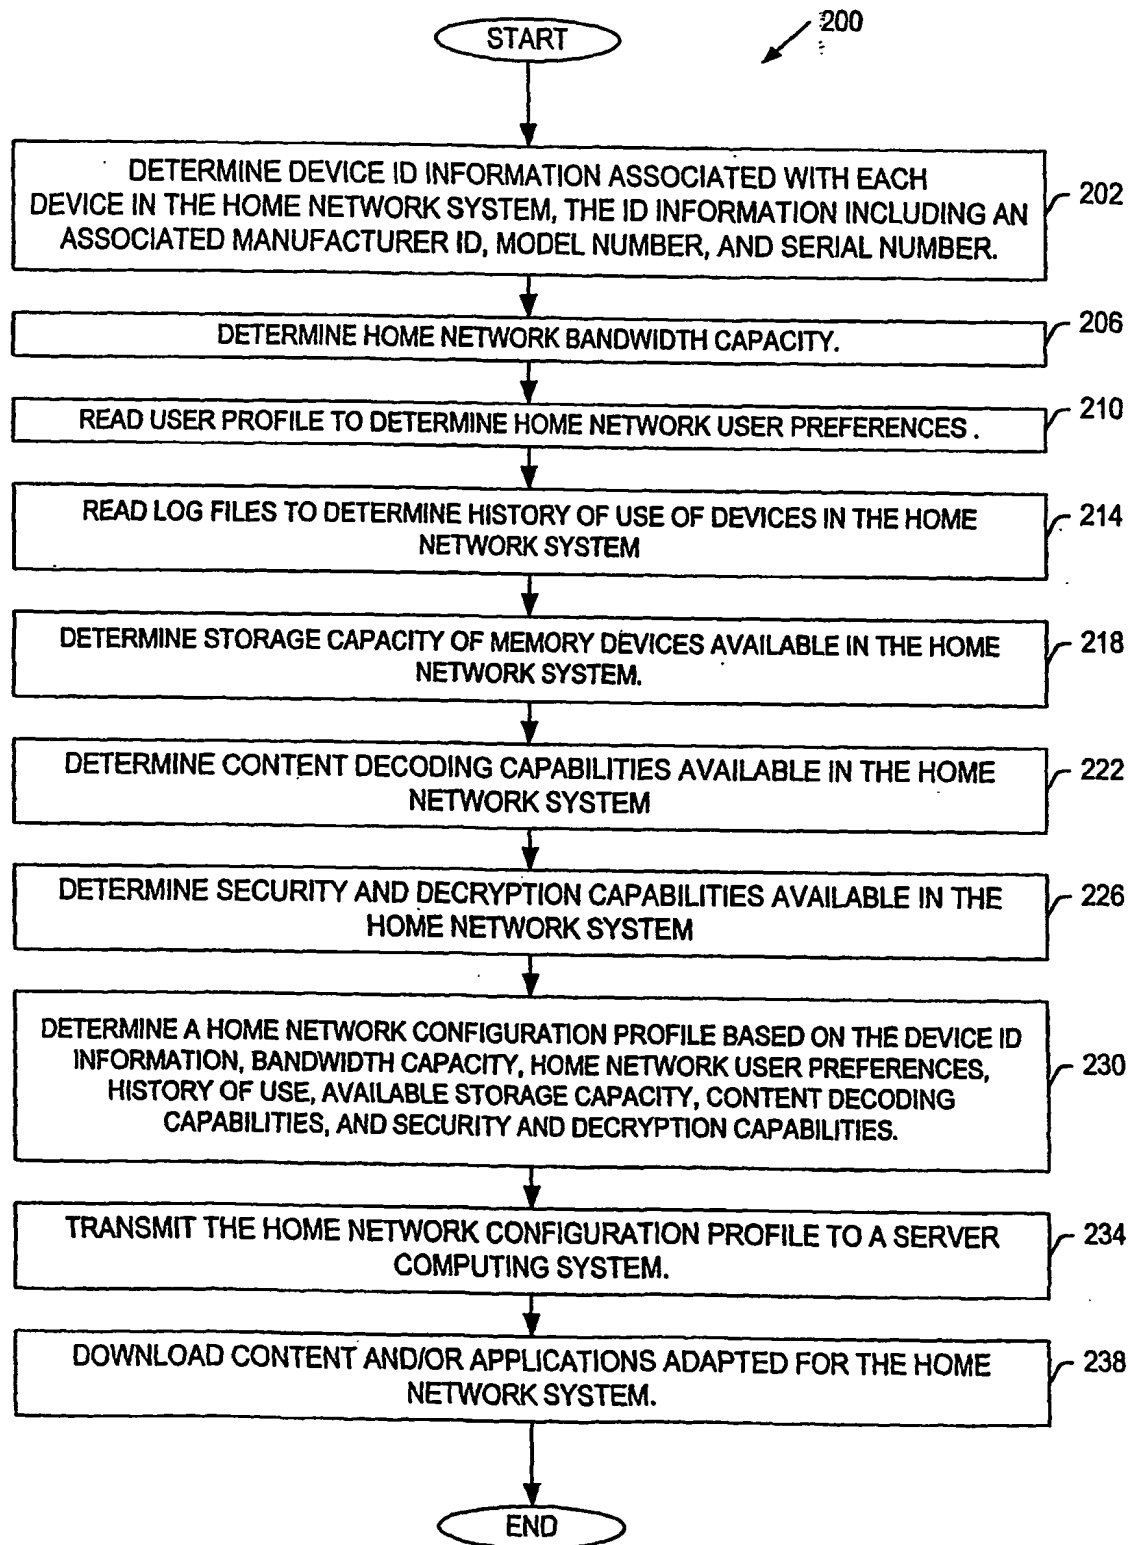 200
START
DETERMINE DEVICE ID INFORMATION ASSOCIATED WITH EACH
DEVICE IN THE HOME NETWORK SYSTEM, THE ID INFORMATION INCLUDING AN
ASSOCIATED MANUFACTURER ID, MODEL NUMBER, AND SERIAL NUMBER.
202
DETERMINE HOME NETWORK BANDWIDTH CAPACITY.
206
READ USER PROFILE TO DETERMINE HOME NETWORK USER PREFERENCES .
210
READ LOG FILES TO DETERMINE HISTORY OF USE OF DEVICES IN THE HOME
NETWORK SYSTEM
214
DETERMINE STORAGE CAPACITY OF MEMORY DEVICES AVAILABLE IN THE HOME
NETWORK SYSTEM.
218
DETERMINE CONTENT DECODING CAPABILITIES AVAILABLE IN THE HOME
NETWORK SYSTEM
222
DETERMINE SECURITY AND DECRYPTION CAPABILITIES AVAILABLE IN THE
HOME NETWORK SYSTEM
226
DETERMINE A HOME NETWORK CONFIGURATION PROFILE BASED ON THE DEVICE ID
INFORMATION, BANDWIDTH CAPACITY, HOME NETWORK USER PREFERENCES,
HISTORY OF USE, AVAILABLE STORAGE CAPACITY, CONTENT DECODING
CAPABILITIES, AND SECURITY AND DECRYPTION CAPABILITIES.
230
TRANSMIT THE HOME NETWORK CONFIGURATION PROFILE TO A SERVER
COMPUTING SYSTEM.
234
DOWNLOAD CONTENT AND/OR APPLICATIONS ADAPTED FOR THE HOME
NETWORK SYSTEM.
238
END